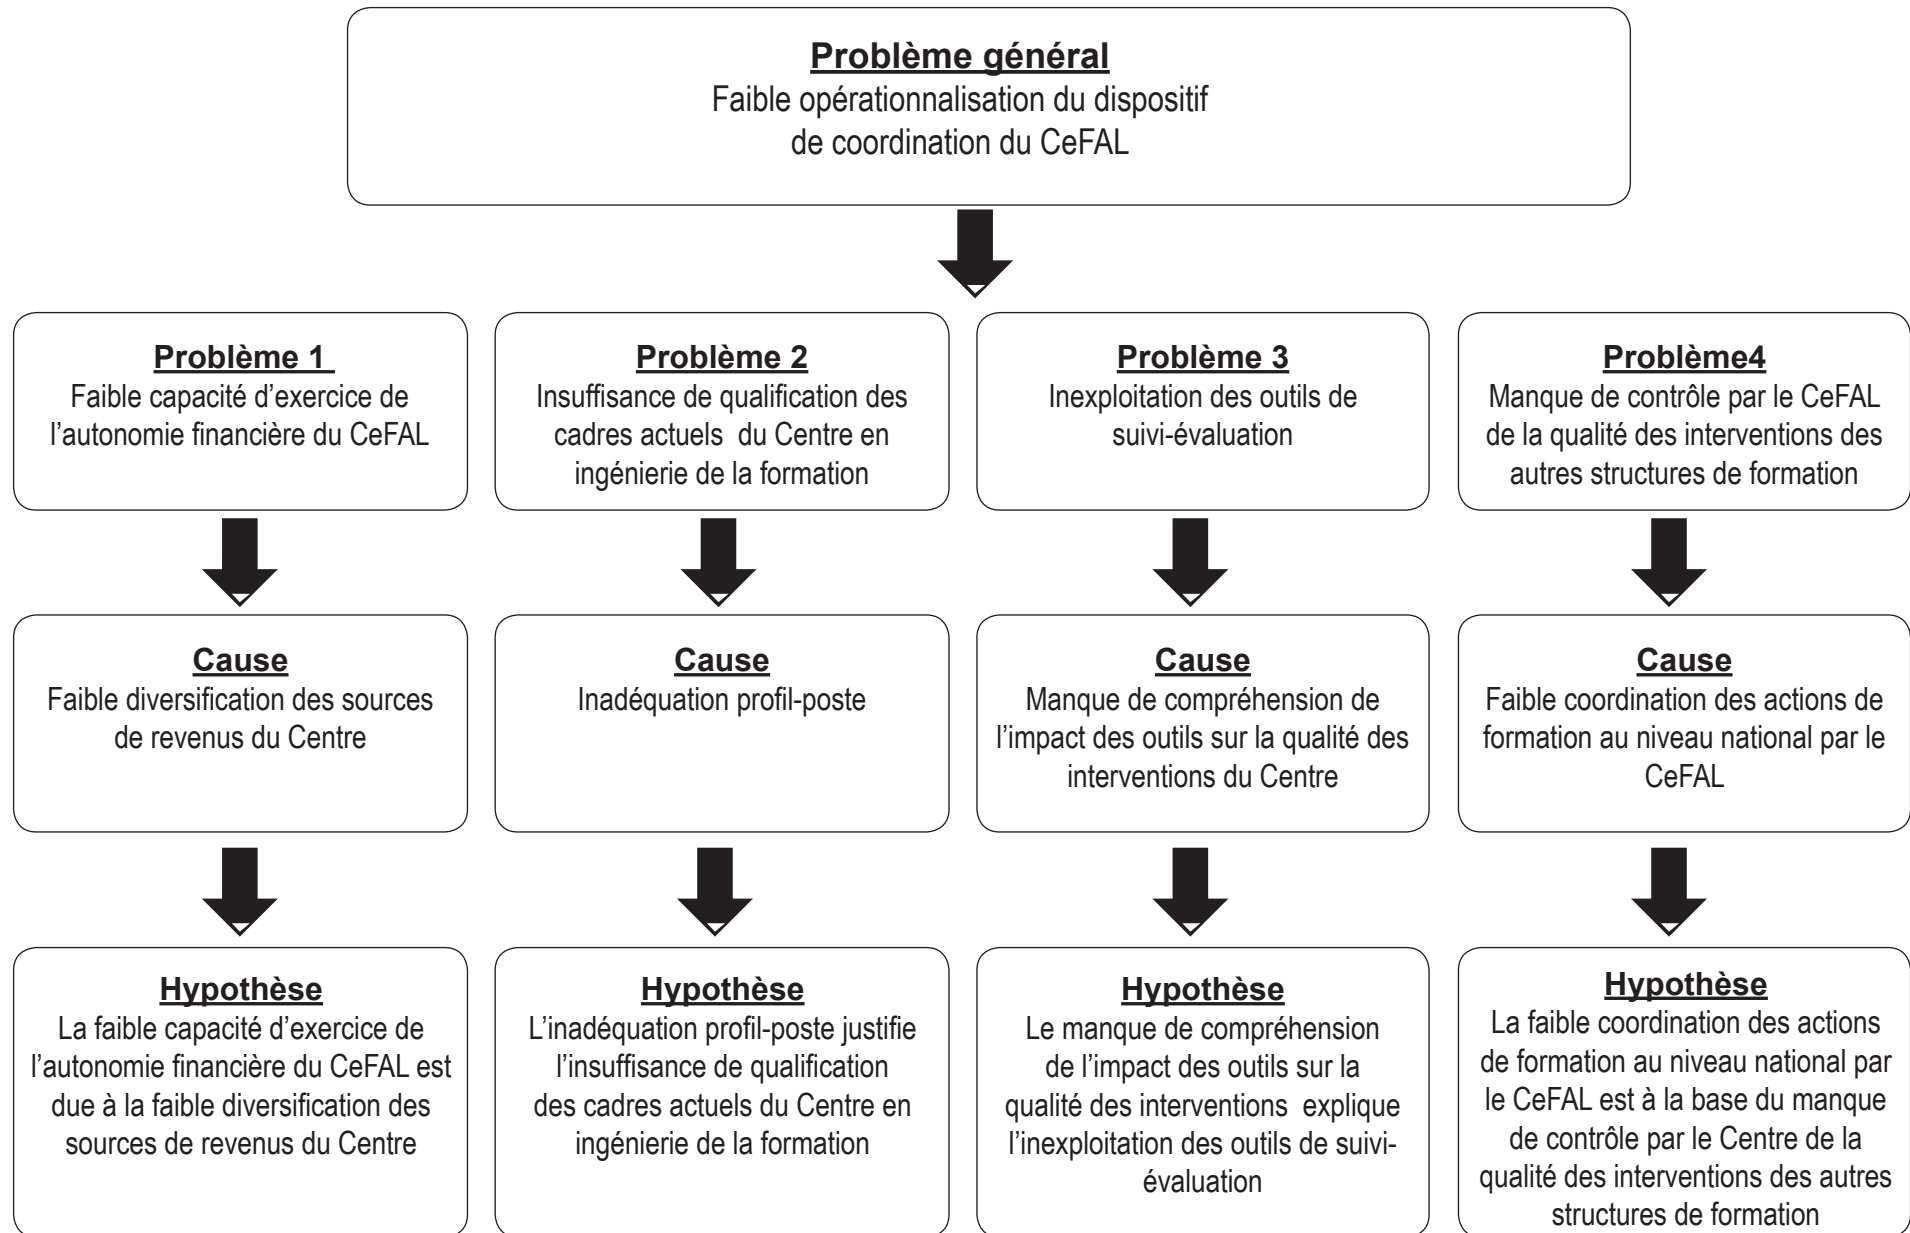 Problème général
Faible opérationnalisation du dispositif
de coordination du CeFAL
Problème 1
Faible capacité d’exercice de
l’autonomie financière du CeFAL
Problème 2
Insuffisance de qualification des
cadres actuels du Centre en
ingénierie de la formation
Problème 3
Inexploitation des outils de
suivi-évaluation
Problème4
Manque de contrôle par le CeFAL
de la qualité des interventions des
autres structures de formation
Cause
Faible diversification des sources
de revenus du Centre
Cause
Inadéquation profil-poste
Cause
Manque de compréhension de
l’impact des outils sur la qualité des
interventions du Centre
Cause
Faible coordination des actions de
formation au niveau national par le
CeFAL
Hypothèse
La faible capacité d’exercice de
l’autonomie financière du CeFAL est
due à la faible diversification des
sources de revenus du Centre
Hypothèse
L’inadéquation profil-poste justifie
l’insuffisance de qualification
des cadres actuels du Centre en
ingénierie de la formation
Hypothèse
Le manque de compréhension
de l’impact des outils sur la
qualité des interventions explique
l’inexploitation des outils de suivi-
évaluation
Hypothèse
La faible coordination des actions
de formation au niveau national par
le CeFAL est à la base du manque
de contrôle par le Centre de la
qualité des interventions des autres
structures de formation